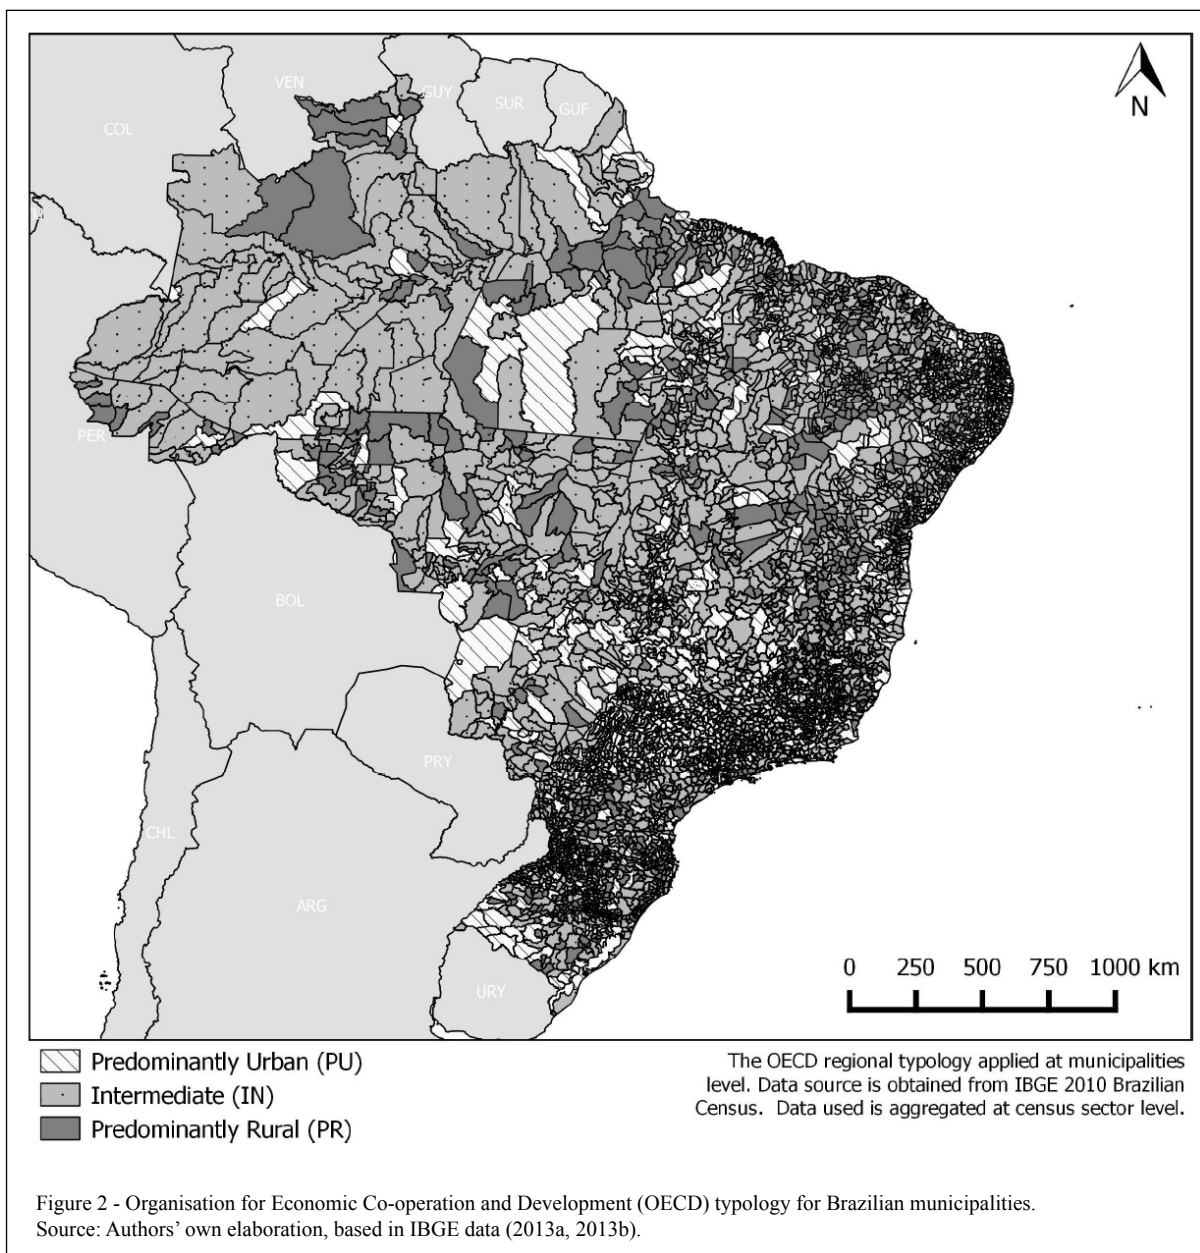 N
VEN
GUY
SUR
GUF
COL
PER
BOL
PRY
CHL
ARG
URY
0 250 500 750 1000 km
Predominantly Urban (PU)
Intermediate (IN)
Predominantly Rural (PR)
The OECD regional typology applied at municipalities
level. Data source is obtained from IBGE 2010 Brazilian
Census. Data used is aggregated at census sector level.
Figure 2 - Organisation for Economic Co-operation and Development (OECD) typology for Brazilian municipalities.
Source: Authors’ own elaboration, based in IBGE data (2013a, 2013b).